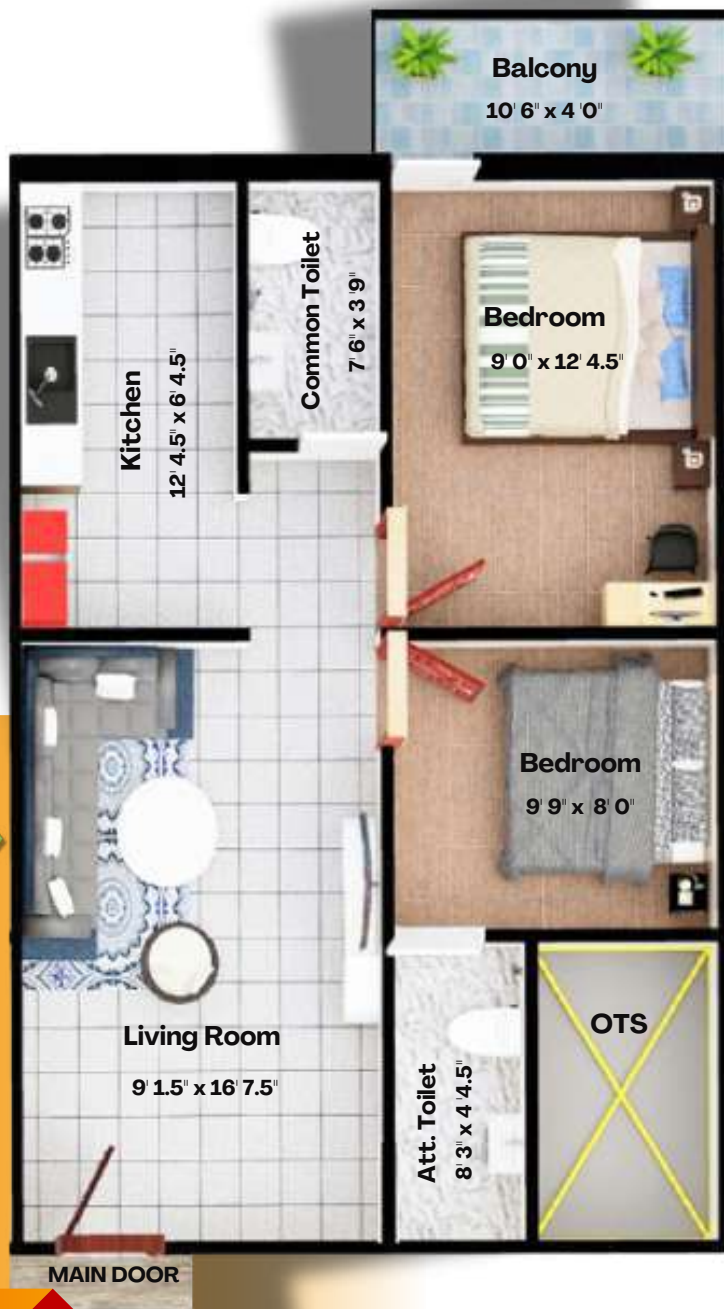 Balcony
10' 6" x 4' 0"
Bedroom
9' 0" x 12' 4.5"
Common Toilet
7' 6" x 3' 9"
Kitchen
12' 4.5" x 6' 4.5"
Bedroom
9' 9" x 8' 0"
Living Room
9' 1.5" x 16' 7.5"
OTS
Att. Toilet
8' 3" x 4' 4.5"
MAIN DOOR